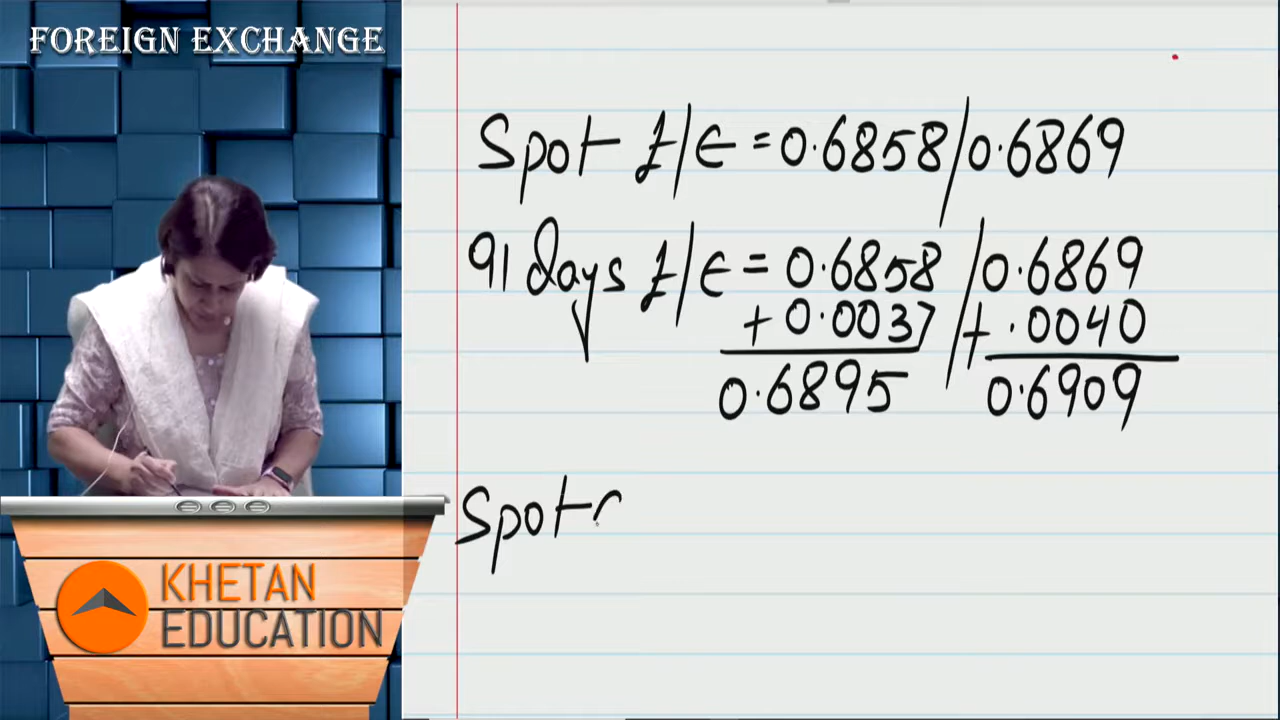 FOREIGN EXCHANGE
Spot £/€ = 0.6858/0.6869
91 days £/€ = 0.6858/0.6869
+ 0.0037 + .0040
0.6895 0.6909
Spot
KHETAN
EDUCATION